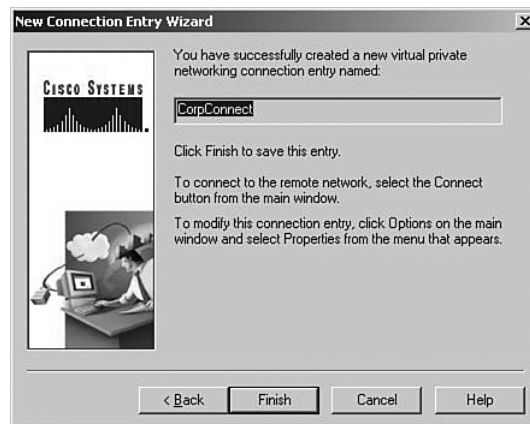 New Connection Entry Wizard
CISCO SYSTEMS
You have successfully created a new virtual private
networking connection entry named:
CorpConnect
Click Finish to save this entry.
To connect to the remote network, select the Connect
button from the main window.
To modify this connection entry, click Options on the main
window and select Properties from the menu that appears.
< Back
Finish
Cancel
Help